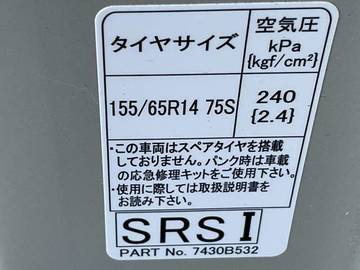 タイヤサイズ
空気圧
kPa
{kgf/cm²}
155/65R14 75S
240
{2.4}
・この車両はスペアタイヤを搭載
しておりません。パンク時は車載
の応急修理キットをご使用下さい。
・使用に際しては取扱説明書を
お読み下さい。
SRS I
PART No. 7430B532